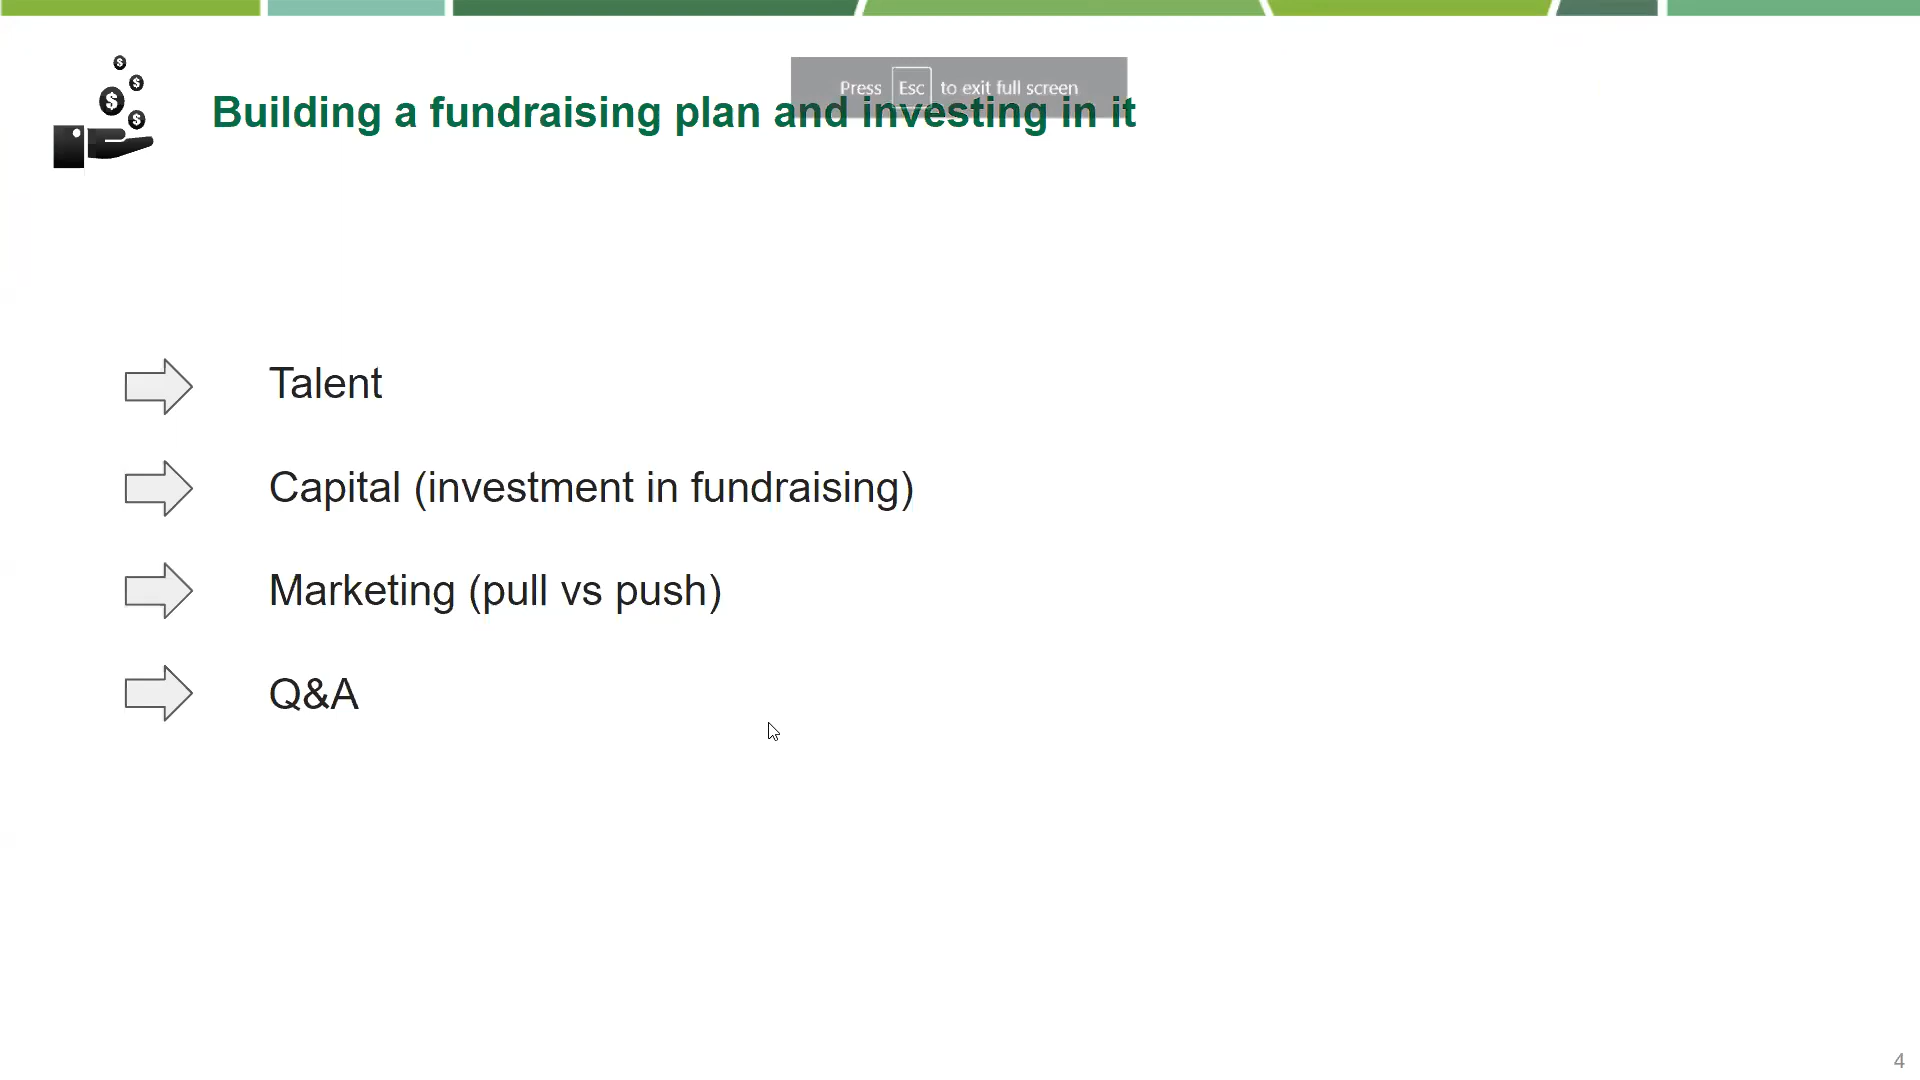 Press Esc to exit full screen
Building a fundraising plan and investing in it
Talent
Capital (investment in fundraising)
Marketing (pull vs push)
Q&A
4